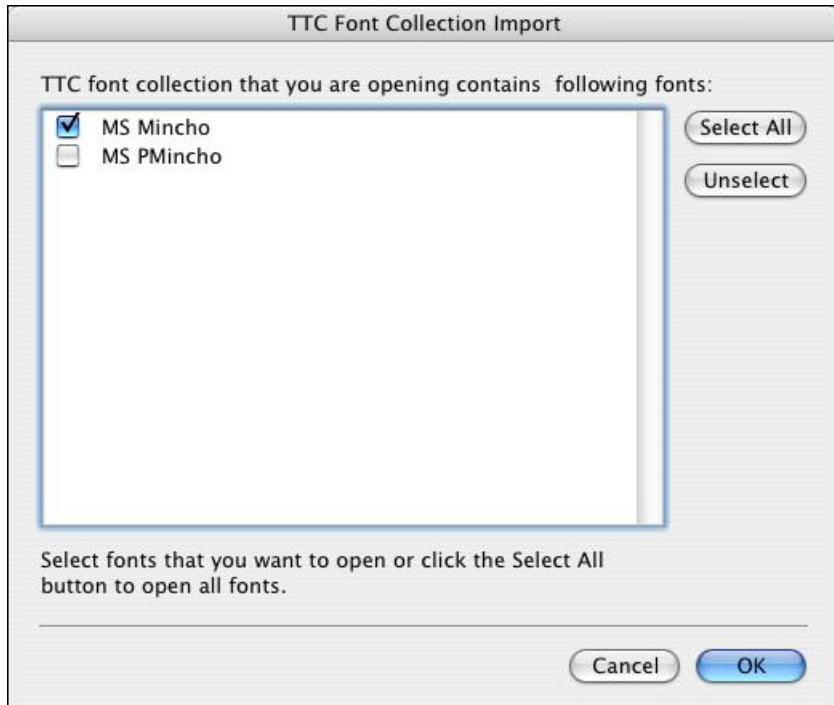 TTC Font Collection Import
TTC font collection that you are opening contains  following fonts:
MS Mincho
MS PMincho
Select All
Unselect
Select fonts that you want to open or click the Select All
button to open all fonts.
Cancel
OK